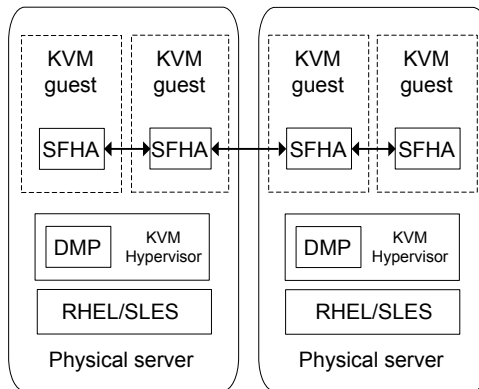 KVM
guest
KVM
guest
SFHA
SFHA
DMP
KVM
Hypervisor
RHEL/SLES
Physical server
KVM
guest
KVM
guest
SFHA
SFHA
DMP
KVM
Hypervisor
RHEL/SLES
Physical server